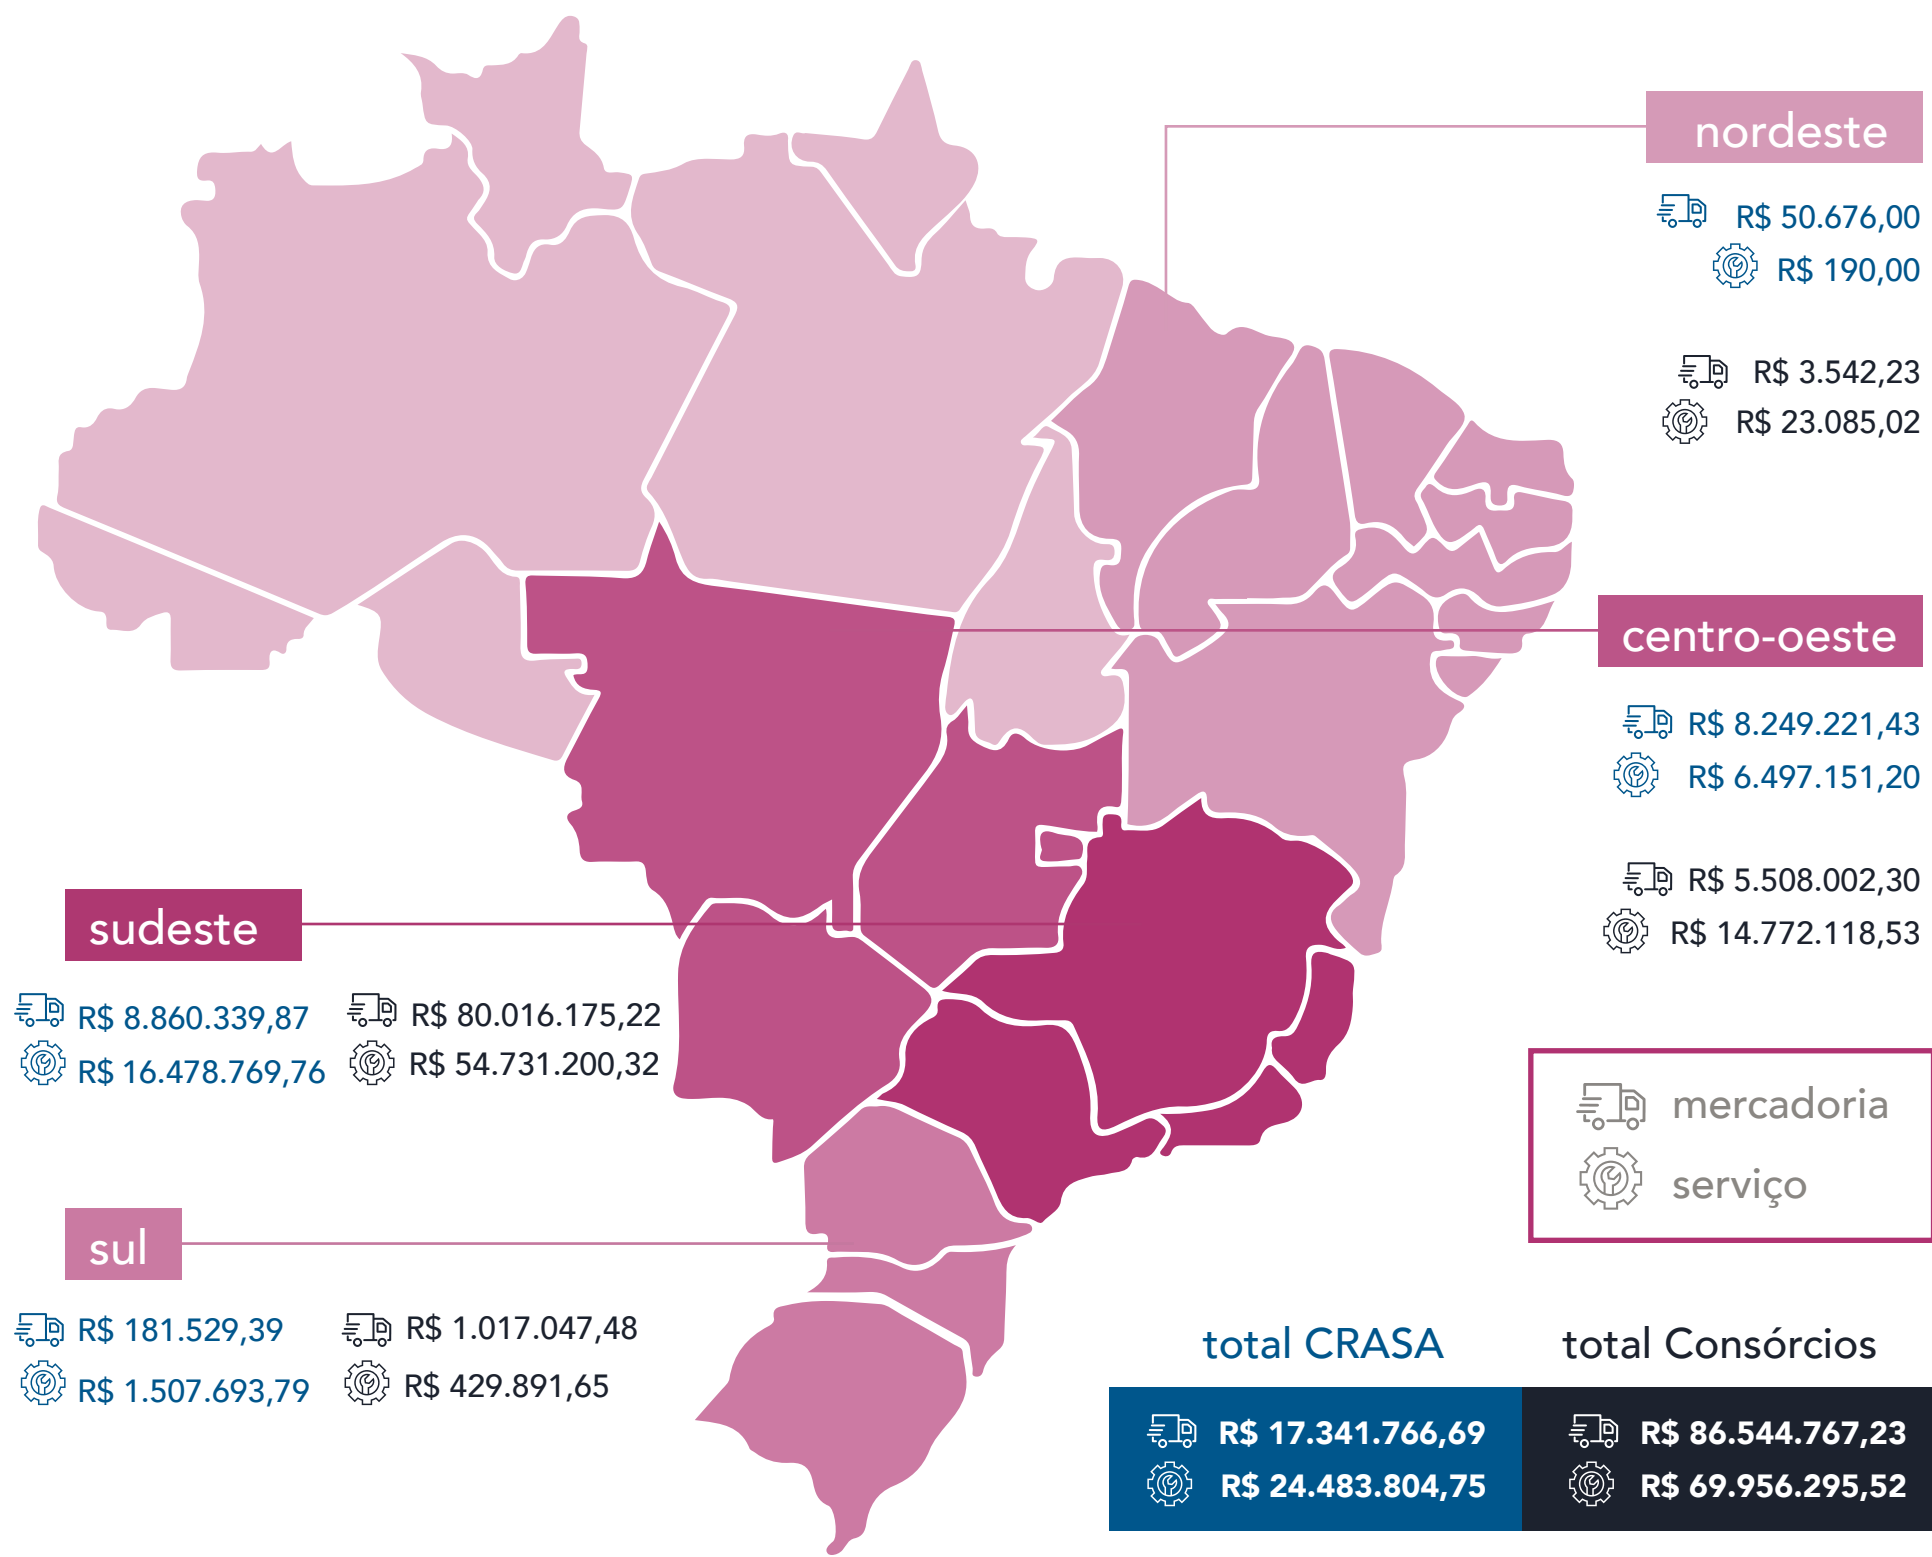 nordeste
R$ 50.676,00
R$ 190,00
R$ 3.542,23
R$ 23.085,02
centro-oeste
R$ 8.249.221,43
R$ 6.497.151,20
R$ 5.508.002,30
R$ 14.772.118,53
sudeste
R$ 8.860.339,87
R$ 16.478.769,76
R$ 80.016.175,22
R$ 54.731.200,32
mercadoria
serviço
sul
R$ 181.529,39
R$ 1.507.693,79
R$ 1.017.047,48
R$ 429.891,65
total CRASA
R$ 17.341.766,69
R$ 24.483.804,75
total Consórcios
R$ 86.544.767,23
R$ 69.956.295,52